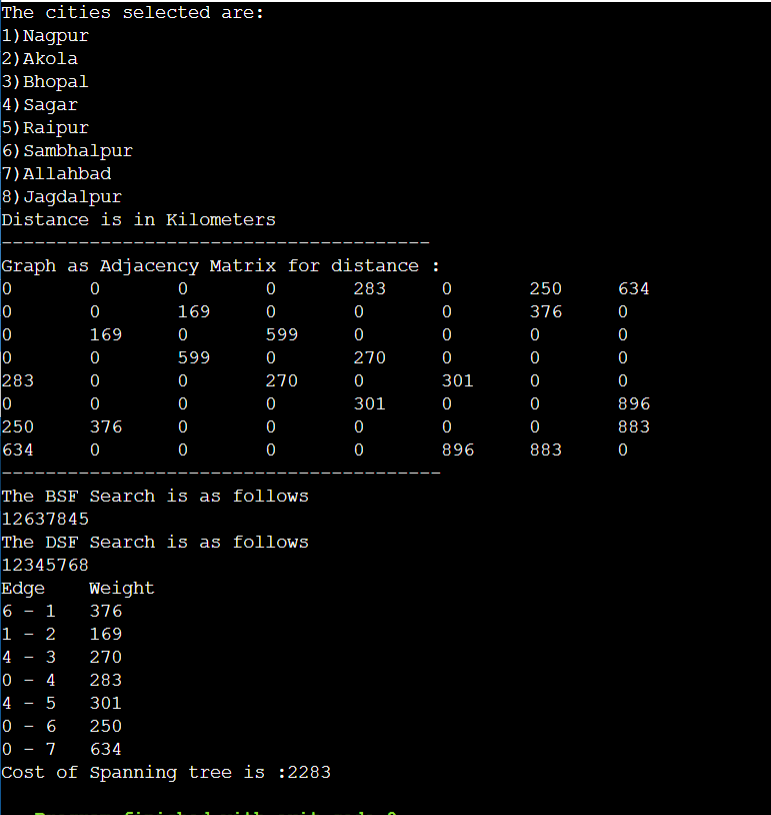 The cities selected are:
1)Nagpur
2)Akola
3)Bhopal
4)Sagar
5)Raipur
6)Sambhalpur
7)Allahbad
8)Jagdalpur
Distance is in Kilometers
---------------------------------------
Graph as Adjacency Matrix for distance :
0 0 0 0 283 0 250 634
0 0 169 0 0 0 376 0
0 169 0 599 0 0 0 0
0 0 599 0 270 0 0 0
283 0 0 270 0 301 0 0
0 0 0 0 301 0 0 896
250 376 0 0 0 0 0 883
634 0 0 0 0 896 883 0
----------------------------------------
The BSF Search is as follows
12637845
The DSF Search is as follows
12345768
Edge Weight
6 - 1 376
1 - 2 169
4 - 3 270
0 - 4 283
4 - 5 301
0 - 6 250
0 - 7 634
Cost of Spanning tree is :2283